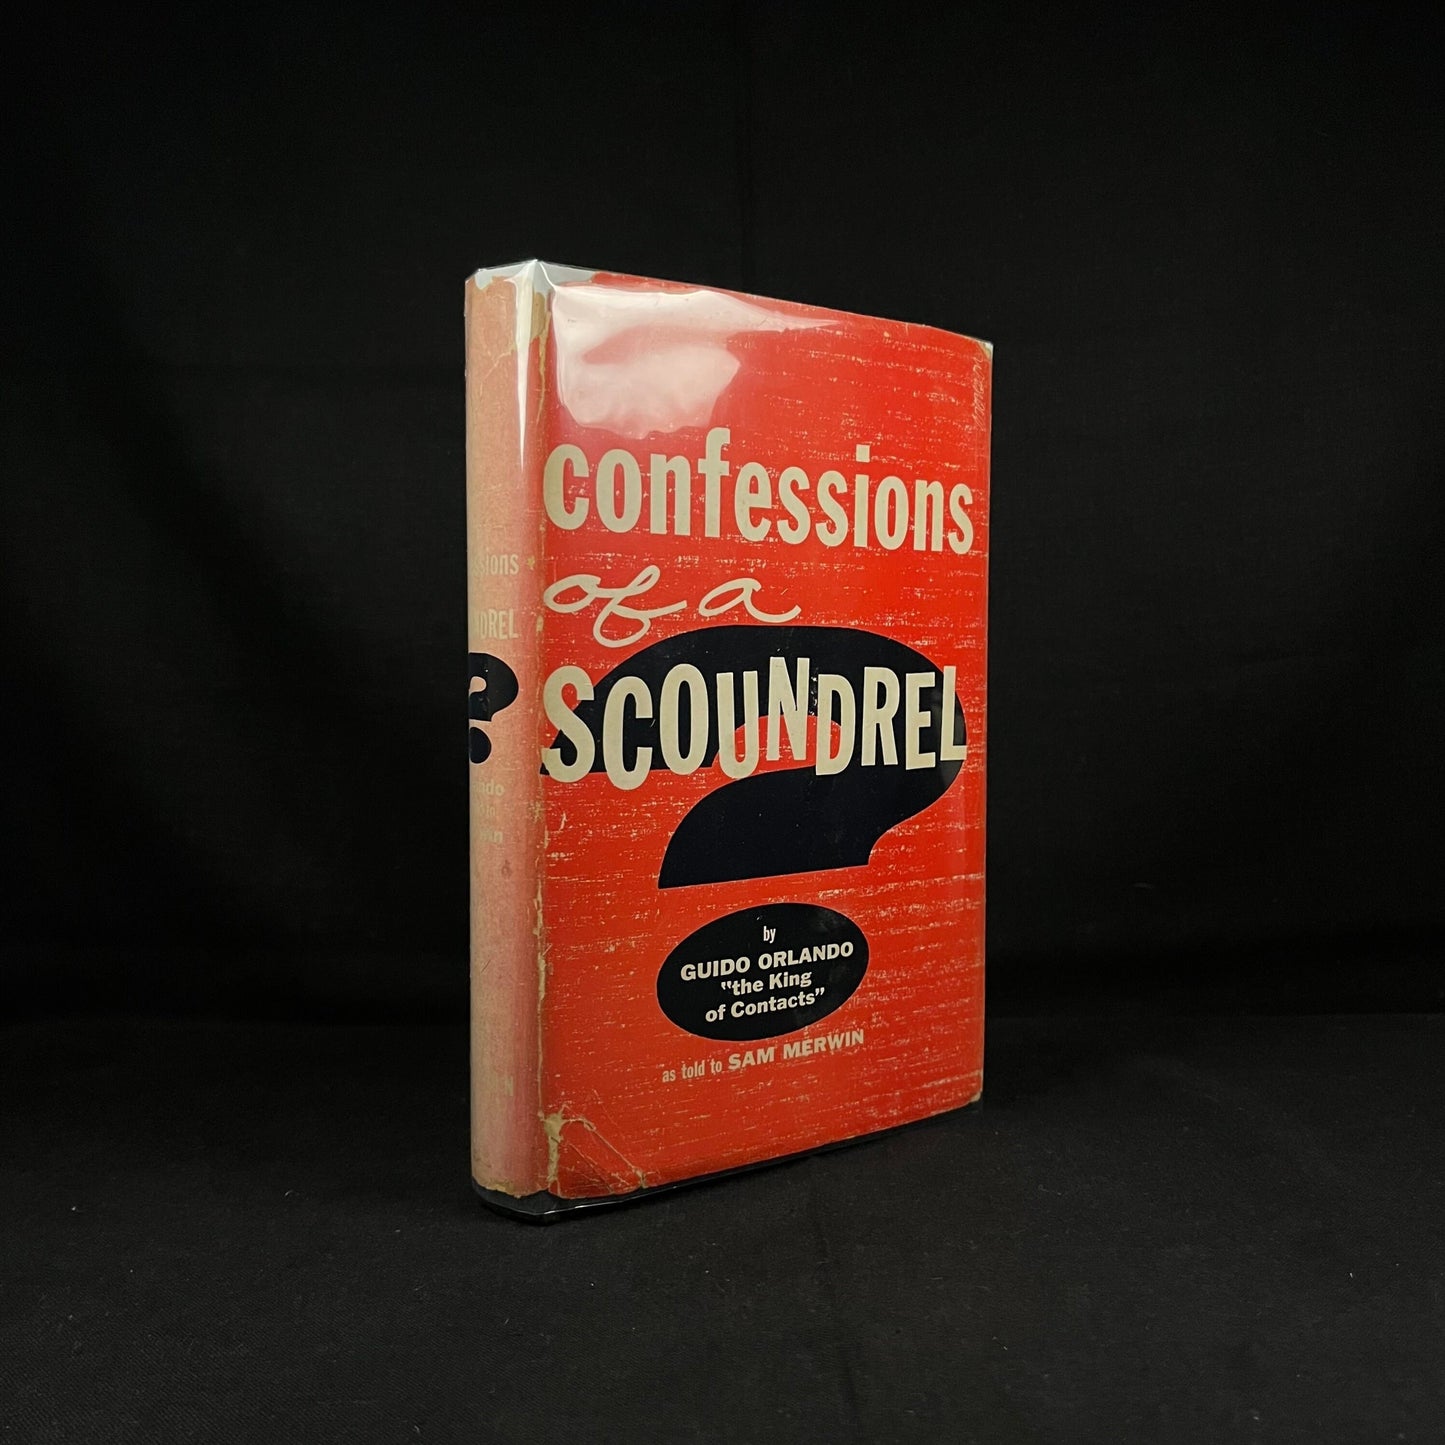 confessions
of a
SCOUNDREL
?
by
GUIDO ORLANDO
"the King
of Contacts"
as told to SAM MERWIN